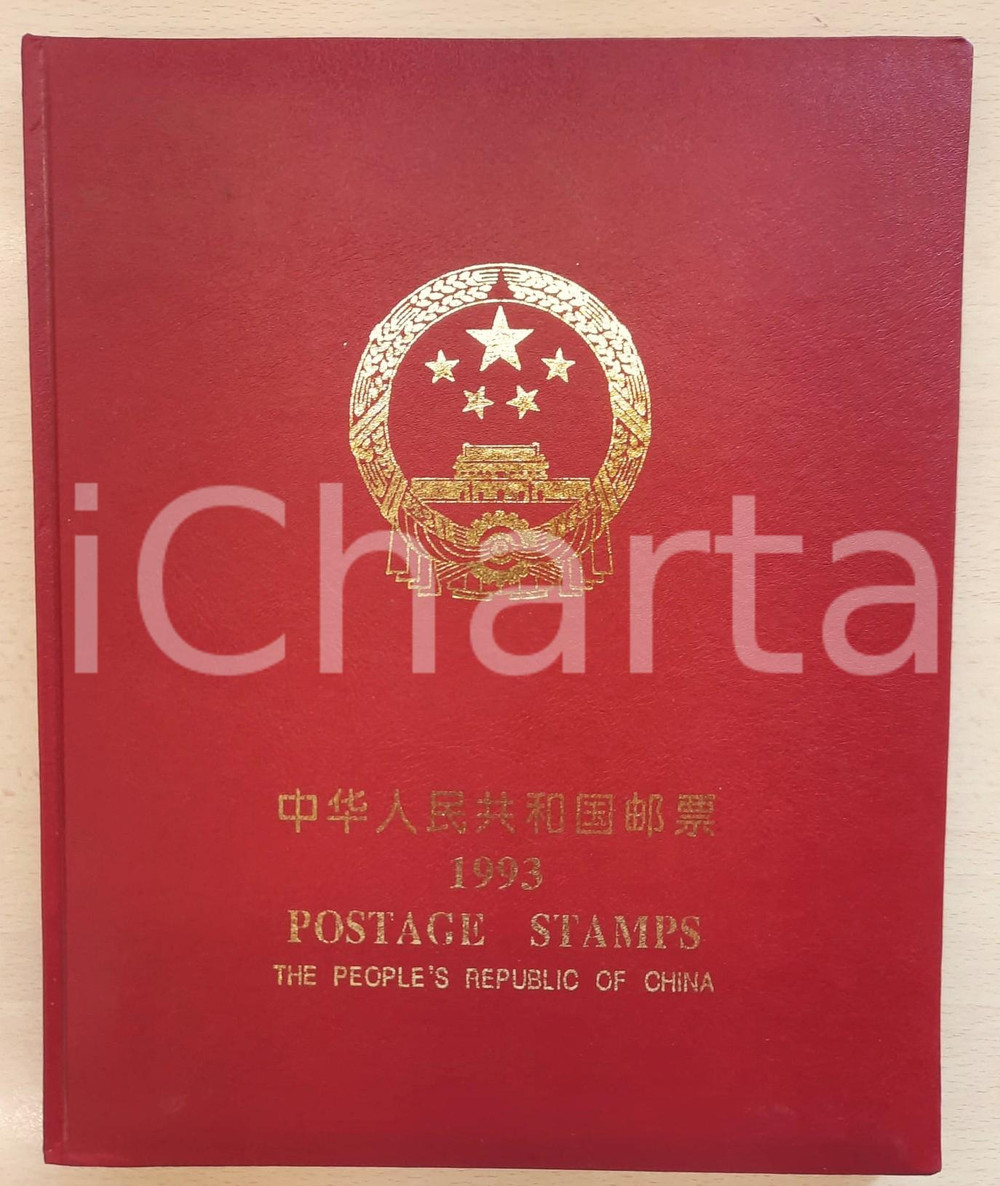 iCharta
中华人民共和国邮票
1993
POSTAGE STAMPS
THE PEOPLE'S REPUBLIC OF CHINA